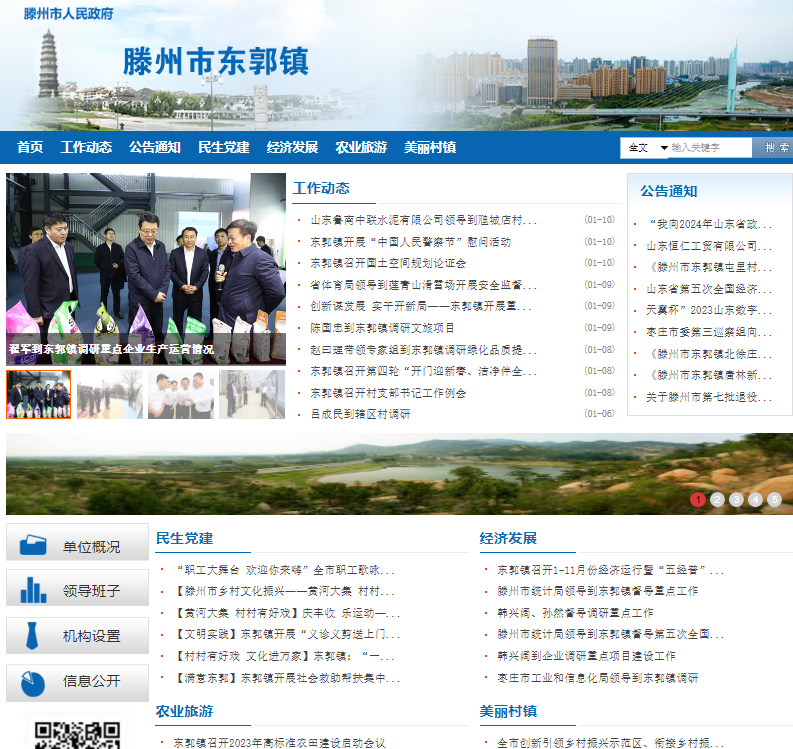 滕州市人民政府
滕州市东郭镇
首页 工作动态 公告通知 民生党建 经济发展 农业旅游 美丽村镇
全文 输入关键字 搜 索
翟军到东郭镇调研重点企业生产运营情况
工作动态
山东鲁南中联水泥有限公司领导到虺城店村... (01-10)
东郭镇开展“中国人民警察节”慰问活动 (01-10)
东郭镇召开国土空间规划论证会 (01-10)
省体育局领导到莲青山滑雪场开展安全监督... (01-09)
创新谋发展 实干开新局——东郭镇开展重... (01-09)
陈国忠到东郭镇调研文旅项目 (01-09)
赵曰理带领专家组到东郭镇调研绿化品质提... (01-08)
东郭镇召开第四轮“开门迎新春、洁净伴全... (01-08)
东郭镇召开村支部书记工作例会 (01-08)
吕成民到辖区村调研 (01-06)
公告通知
“我向2024年山东省政...
山东恒仁工贸有限公司...
《滕州市东郭镇屯里村...
山东省第五次全国经济...
天翼杯”2023山东数字...
枣庄市委第三巡察组向...
《滕州市东郭镇北徐庄...
《滕州市东郭镇唐林新...
关于滕州市第七批退役...
1 2 3 4 5
单位概况
领导班子
机构设置
信息公开
民生党建
“职工大舞台 欢迎你来嗨”全市职工歌咏...
【滕州市乡村文化振兴——黄河大集 村村...
【黄河大集 村村有好戏】庆丰收 乐运动—...
【文明实践】东郭镇开展“义诊义剪送上门...
【村村有好戏 文化进万家】东郭镇：“一...
【满意东郭】东郭镇开展社会救助帮扶集中...
经济发展
东郭镇召开1-11月份经济运行暨“五经普”...
滕州市统计局领导到东郭镇督导重点工作
韩兴阔、孙然督导调研重点工作
滕州市统计局领导到东郭镇督导第五次全国...
韩兴阔到企业调研重点项目建设工作
枣庄市工业和信息化局领导到东郭镇调研
农业旅游
东郭镇召开2023年高标准农田建设启动会议
美丽村镇
全市创新引领乡村振兴示范区、衔接乡村振...